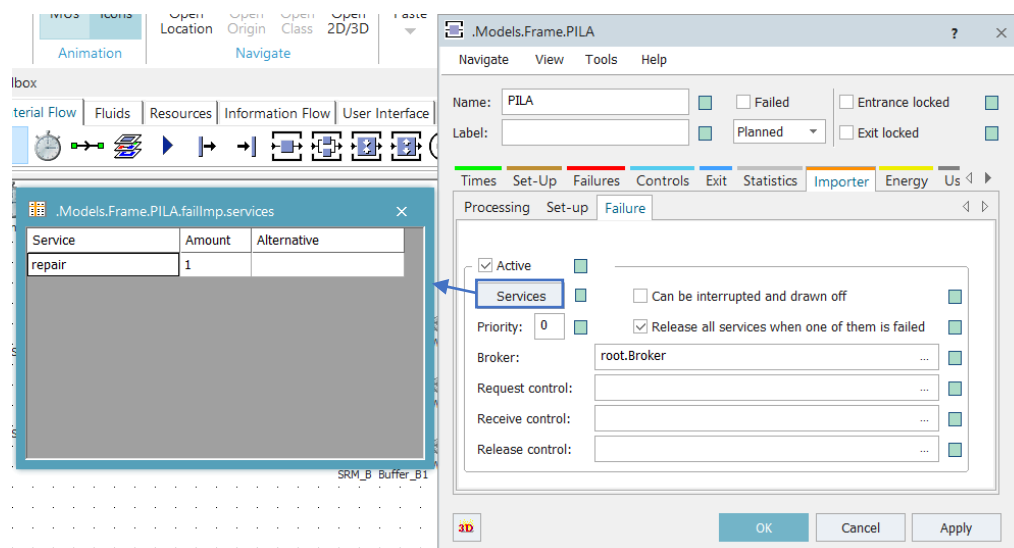 MUs Icons Open Open Open Open Paste
Location Origin Class 2D/3D
Animation Navigate
lbox
terial Flow Fluids Resources Information Flow User Interface
.Models.Frame.PILA.failImp.services ×
Service Amount Alternative
repair 1
SRM_B Buffer_B1
.Models.Frame.PILA ? ×
Navigate View Tools Help
Name: PILA Failed Entrance locked
Label: Planned Exit locked
Times Set-Up Failures Controls Exit Statistics Importer Energy Us
Processing Set-up Failure
Active
Services Can be interrupted and drawn off
Priority: 0 Release all services when one of them is failed
Broker: root.Broker ...
Request control: ...
Receive control: ...
Release control: ...
3D OK Cancel Apply